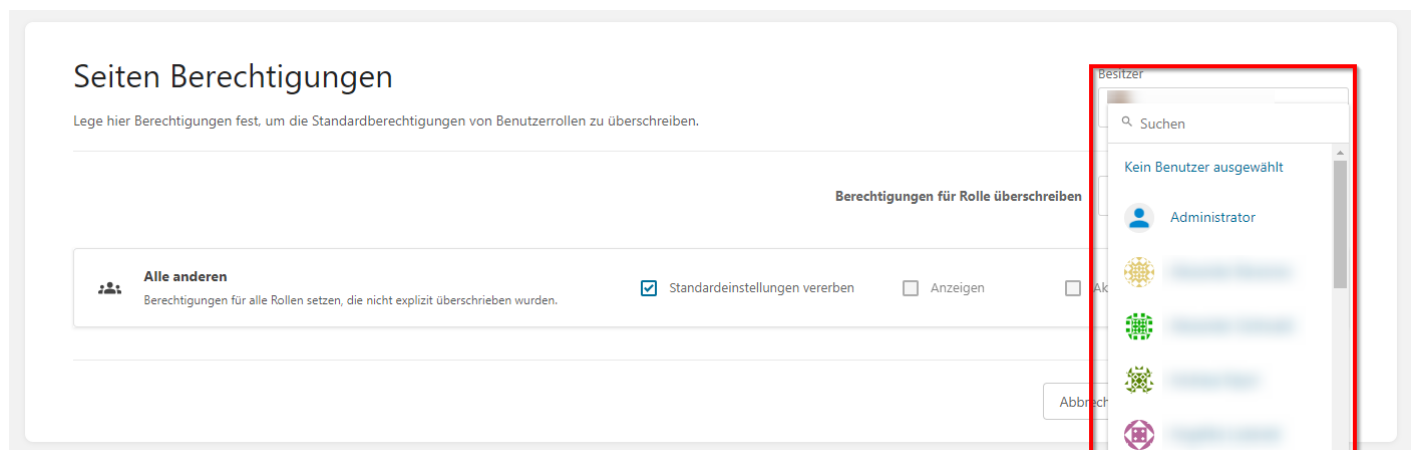 Seiten Berechtigungen
Besitzer
Lege hier Berechtigungen fest, um die Standardberechtigungen von Benutzerrollen zu überschreiben.
Suchen
Kein Benutzer ausgewählt
Berechtigungen für Rolle überschreiben
Administrator
Alle anderen
Berechtigungen für alle Rollen setzen, die nicht explizit überschrieben wurden.
Standardeinstellungen vererben
Anzeigen
Ak
Abbrech